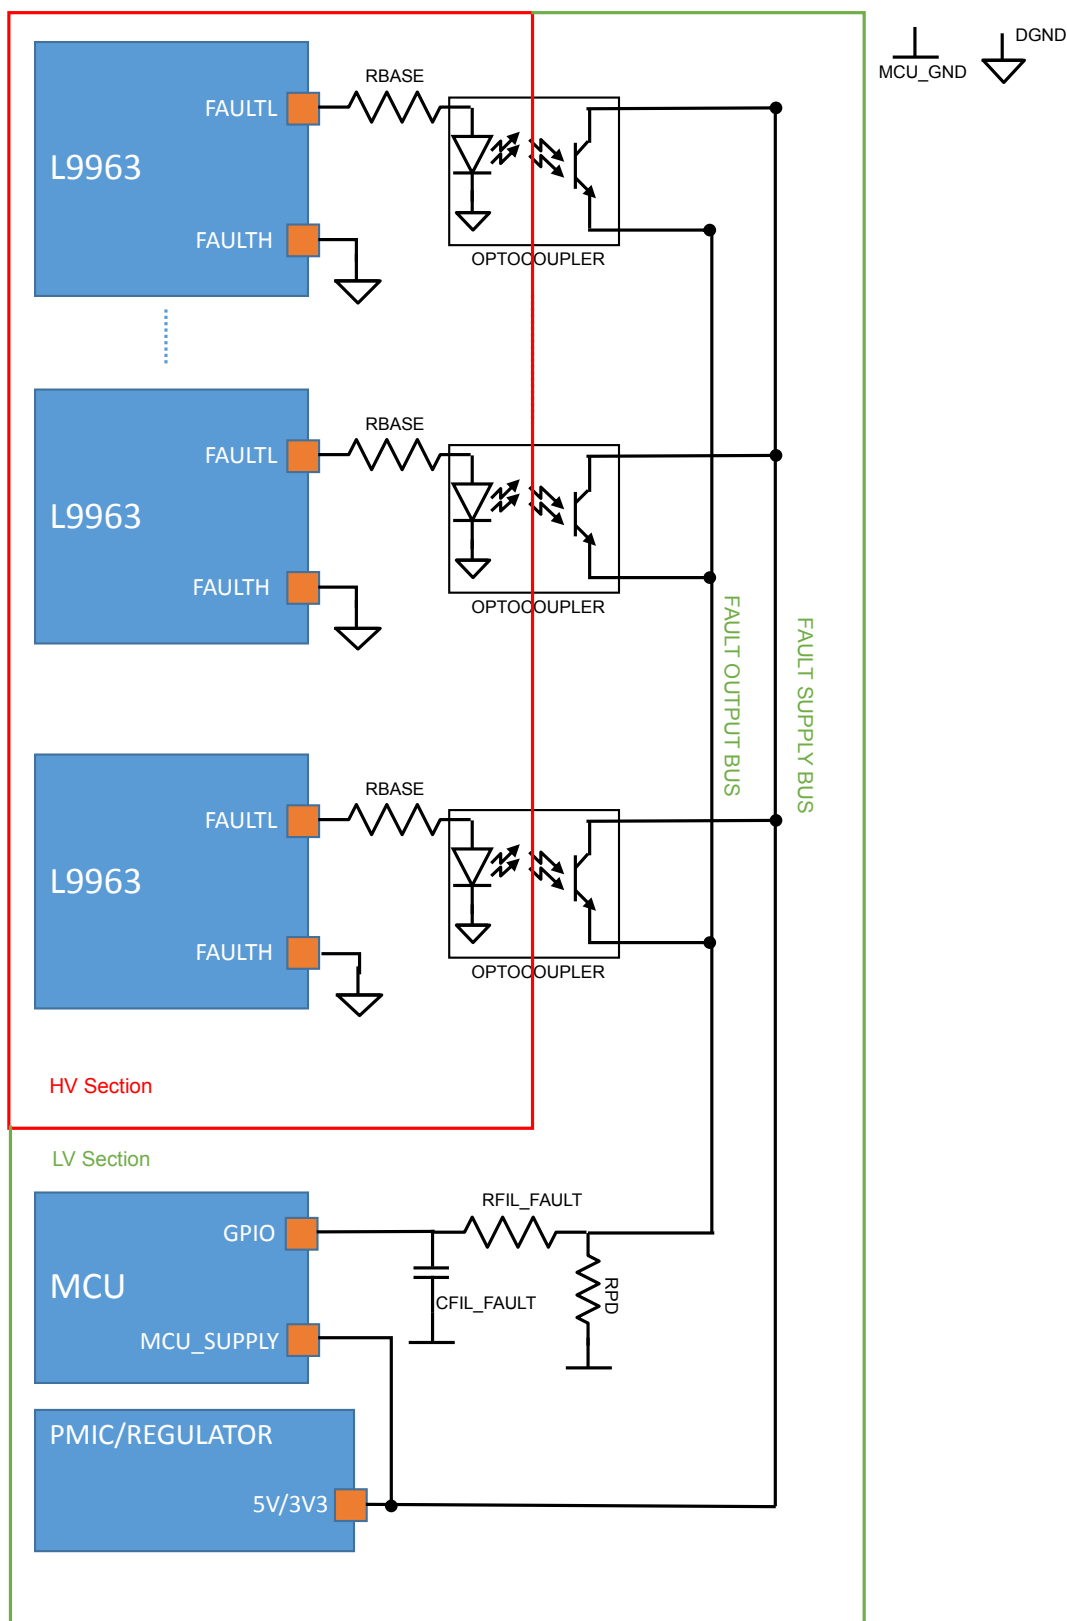 DGND
MCU_GND
RBASE
FAULTL
L9963
FAULTH
OPTOCOUPLER
RBASE
FAULTL
L9963
FAULTH
OPTOCOUPLER
FAULT OUTPUT BUS
FAULT SUPPLY BUS
RBASE
FAULTL
L9963
FAULTH
OPTOCOUPLER
HV Section
LV Section
RFIL_FAULT
GPIO
MCU
CFIL_FAULT
RPD
MCU_SUPPLY
PMIC/REGULATOR
5V/3V3